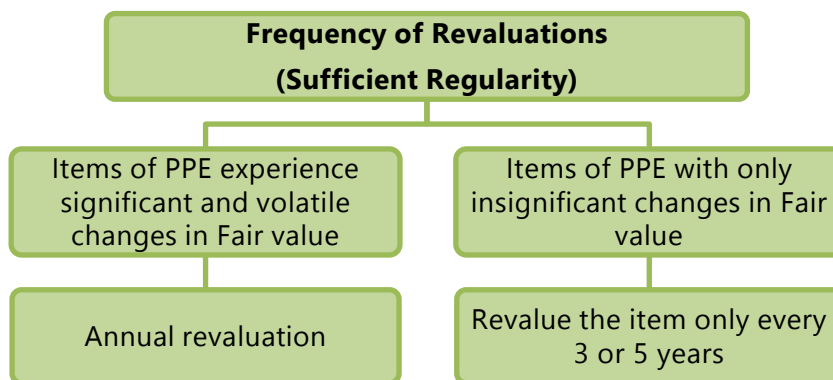 Frequency of Revaluations
(Sufficient Regularity)
Items of PPE experience
significant and volatile
changes in Fair value
Items of PPE with only
insignificant changes in Fair
value
Annual revaluation
Revalue the item only every
3 or 5 years